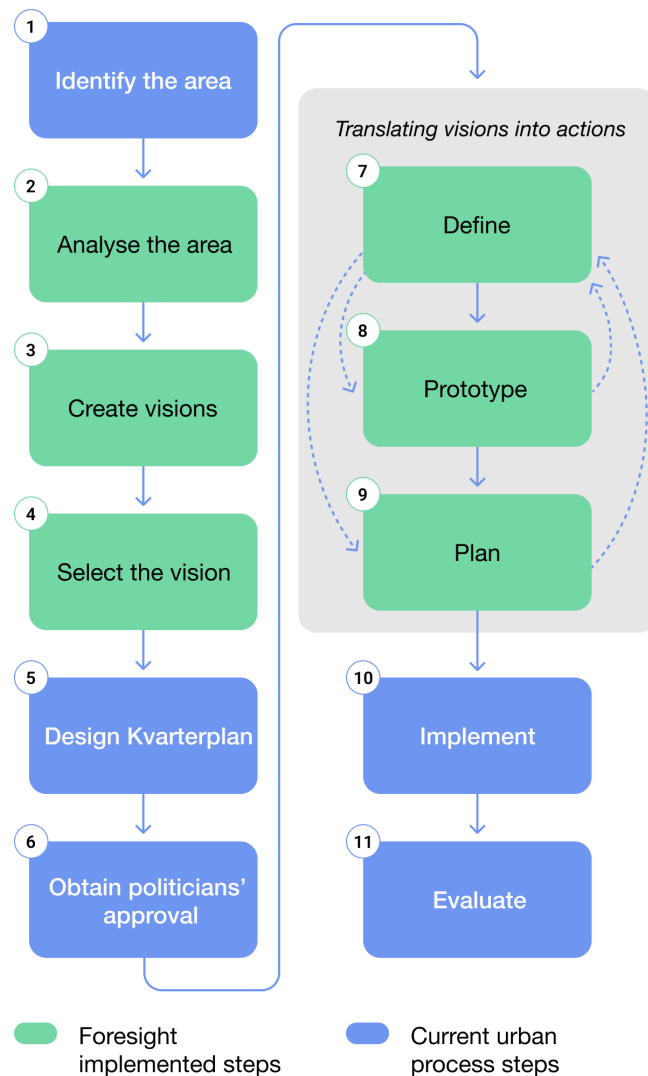 1
Identify the area
2
Analyse the area
3
Create visions
4
Select the vision
5
Design Kvarterplan
6
Obtain politicians’
approval
Translating visions into actions
7
Define
8
Prototype
9
Plan
10
Implement
11
Evaluate
Foresight
implemented steps
Current urban
process steps